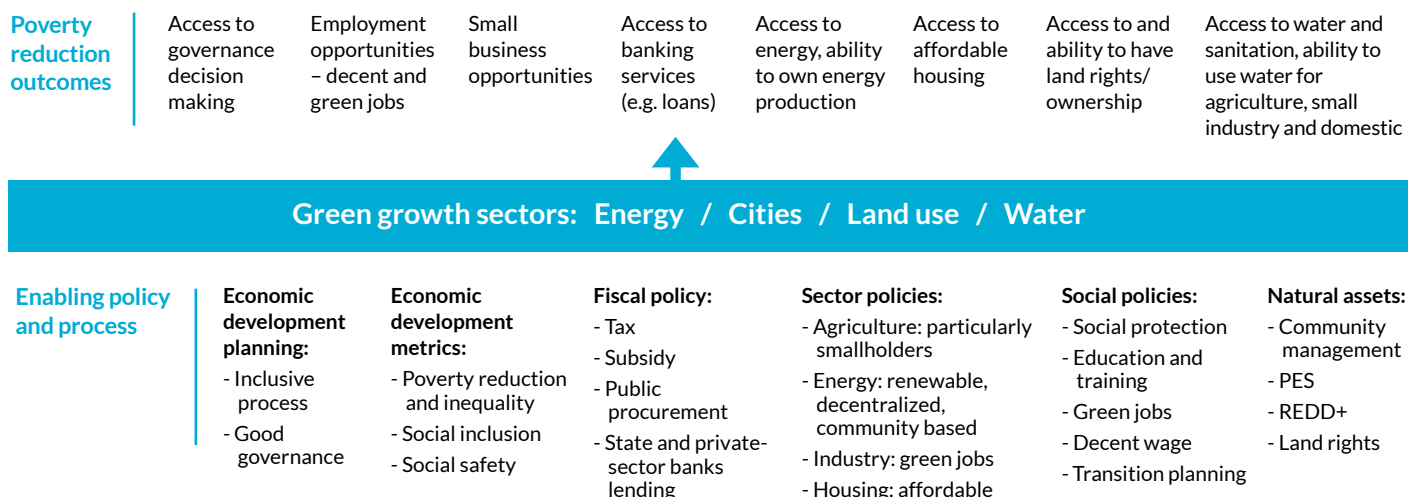 Poverty
reduction
outcomes
Access to
governance
decision
making
Employment
opportunities
– decent and
green jobs
Small
business
opportunities
Access to
banking
services
(e.g. loans)
Access to
energy, ability
to own energy
production
Access to
affordable
housing
Access to and
ability to have
land rights/
ownership
Access to water and
sanitation, ability to
use water for
agriculture, small
industry and domestic
Green growth sectors: Energy / Cities / Land use / Water
Enabling policy
and process
Economic
development
planning:
- Inclusive
process
- Good
governance
Economic
development
metrics:
- Poverty reduction
and inequality
- Social inclusion
- Social safety
Fiscal policy:
- Tax
- Subsidy
- Public
procurement
- State and private-
sector banks
lending
Sector policies:
- Agriculture: particularly
smallholders
- Energy: renewable,
decentralized,
community based
- Industry: green jobs
- Housing: affordable
Social policies:
- Social protection
- Education and
training
- Green jobs
- Decent wage
- Transition planning
Natural assets:
- Community
management
- PES
- REDD+
- Land rights